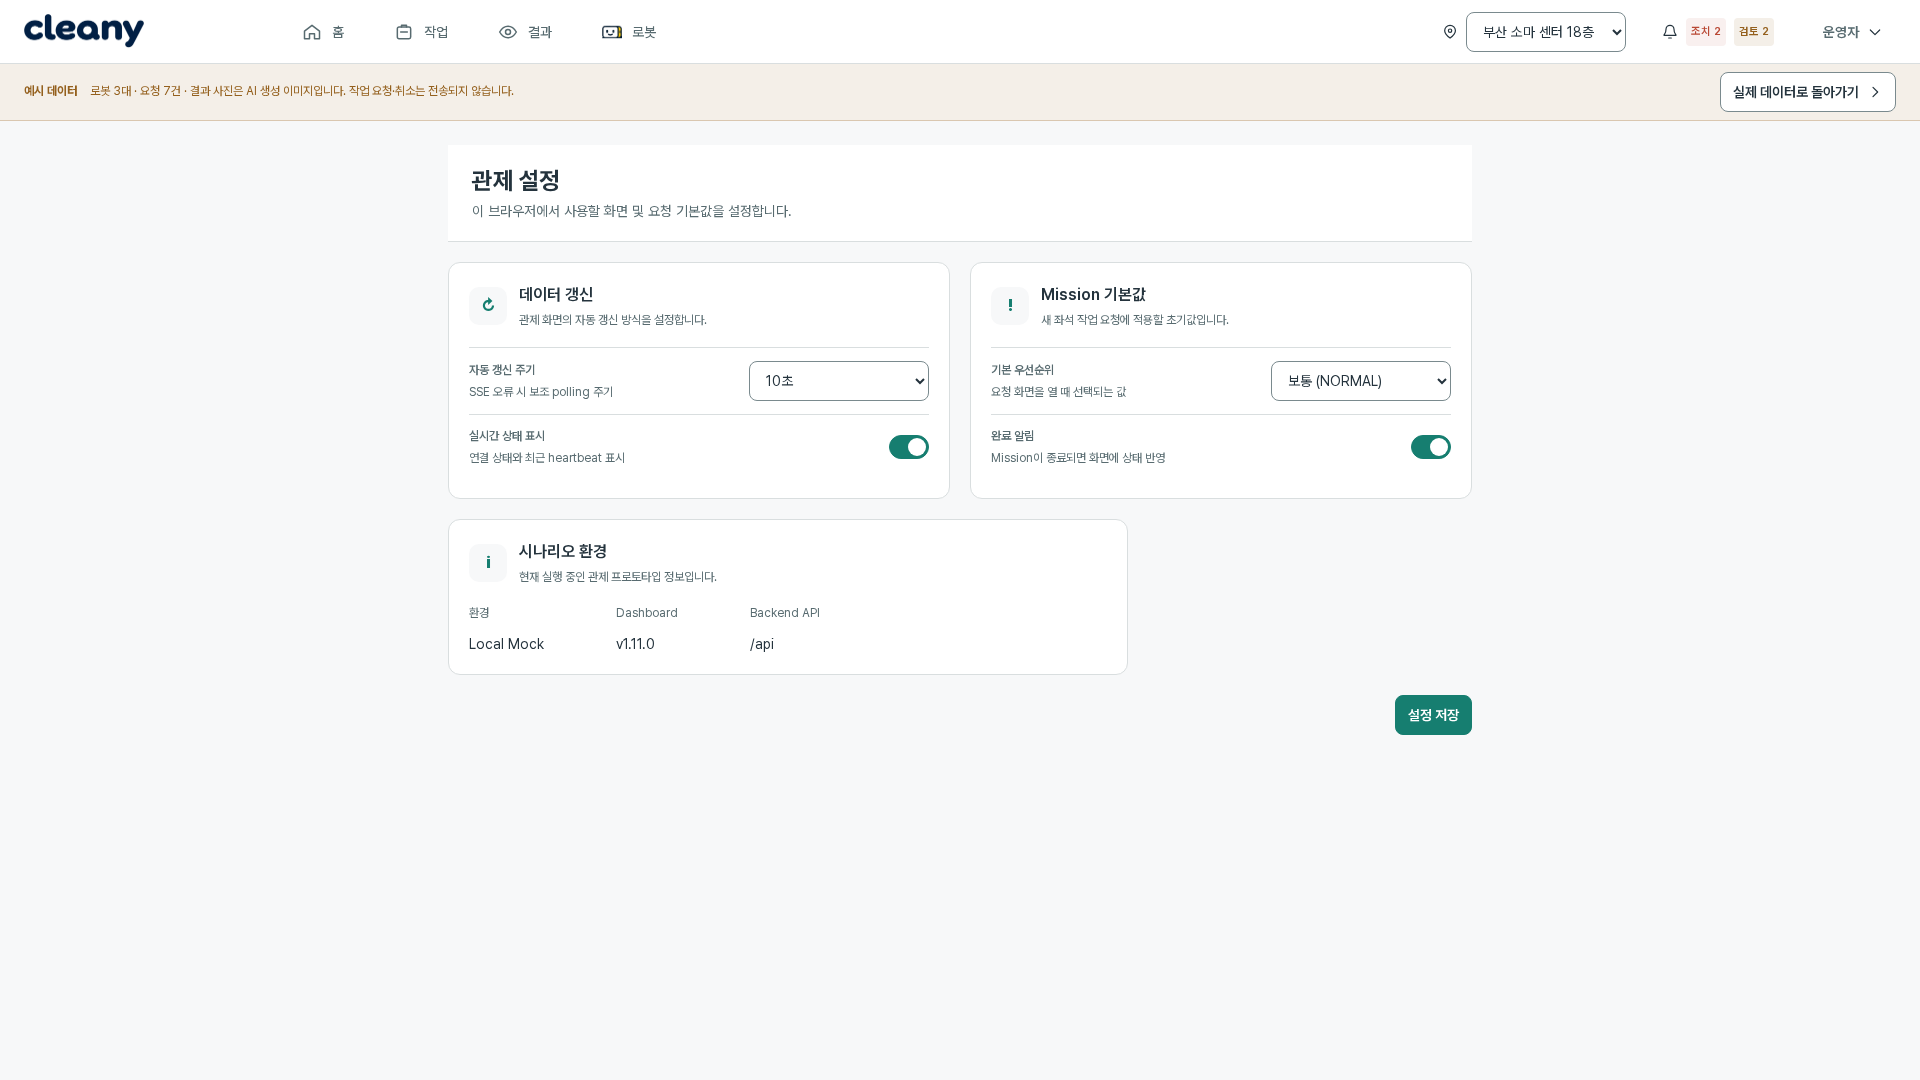 cleany
홈
작업
결과
로봇
부산 소마 센터 18층
조치 2
검토 2
운영자
예시 데이터 로봇 3대 · 요청 7건 · 결과 사진은 AI 생성 이미지입니다. 작업 요청·취소는 전송되지 않습니다.
실제 데이터로 돌아가기
관제 설정
이 브라우저에서 사용할 화면 및 요청 기본값을 설정합니다.
데이터 갱신
관제 화면의 자동 갱신 방식을 설정합니다.
자동 갱신 주기
SSE 오류 시 보조 polling 주기
10초
실시간 상태 표시
연결 상태와 최근 heartbeat 표시
!
Mission 기본값
새 좌석 작업 요청에 적용할 초기값입니다.
기본 우선순위
요청 화면을 열 때 선택되는 값
보통 (NORMAL)
완료 알림
Mission이 종료되면 화면에 상태 반영
i
시나리오 환경
현재 실행 중인 관제 프로토타입 정보입니다.
환경 Dashboard Backend API
Local Mock v1.11.0 /api
설정 저장